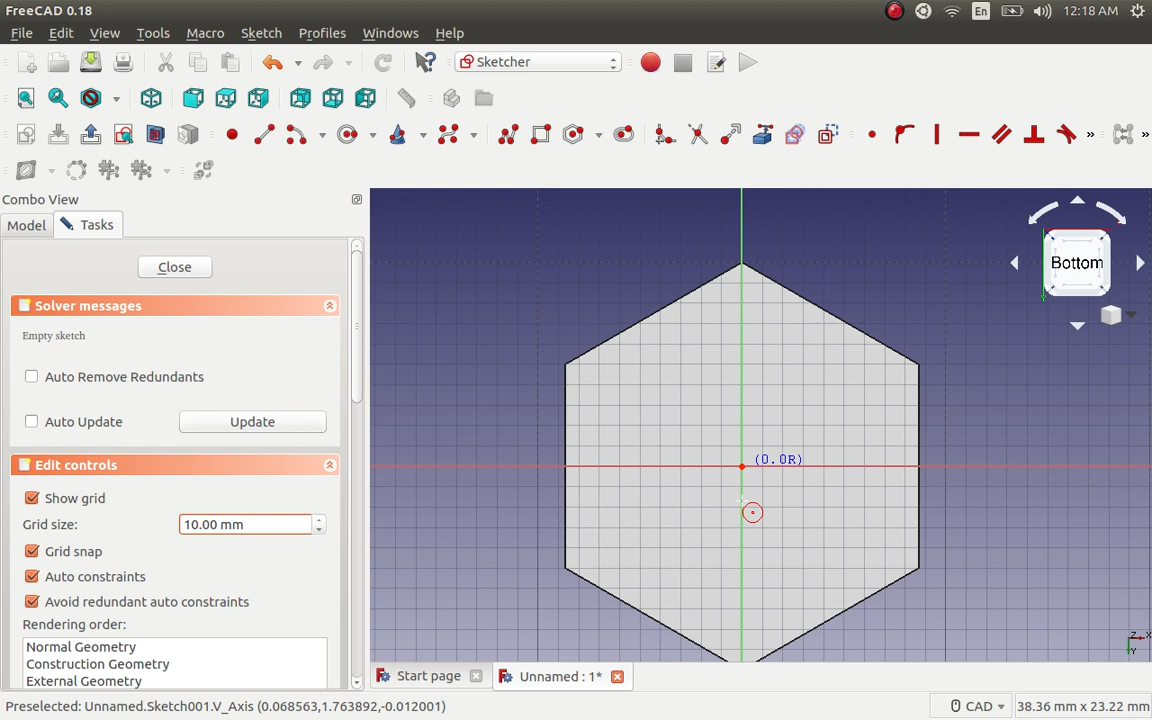 FreeCAD 0.18
En
12:18 AM
File Edit View Tools Macro Sketch Profiles Windows Help
Sketcher
»
»
Combo View
Model
Tasks
Close
Solver messages
Empty sketch
Auto Remove Redundants
Auto Update
Update
Edit controls
Show grid
Grid size:
10.00 mm
Grid snap
Auto constraints
Avoid redundant auto constraints
Rendering order:
Normal Geometry
Construction Geometry
External Geometry
(0.0R)
Bottom
Z X
Y
Start page
Unnamed : 1*
Preselected: Unnamed.Sketch001.V_Axis (0.068563,1.763892,-0.012001)
CAD
38.36 mm x 23.22 mm